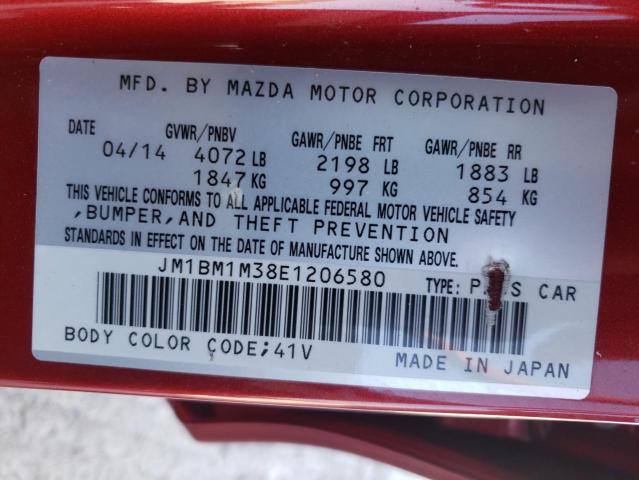 MFD. BY MAZDA MOTOR CORPORATION
DATE GVWR/PNBV GAWR/PNBE FRT GAWR/PNBE RR
04/14 4072 LB 2198 LB 1883 LB
1847 KG 997 KG 854 KG
THIS VEHICLE CONFORMS TO ALL APPLICABLE FEDERAL MOTOR VEHICLE SAFETY
,BUMPER,AND THEFT PREVENTION
STANDARDS IN EFFECT ON THE DATE OF MANUFACTURE SHOWN ABOVE.
JM1BM1M38E1206580 TYPE: CAR
BODY COLOR CODE;41V MADE IN JAPAN